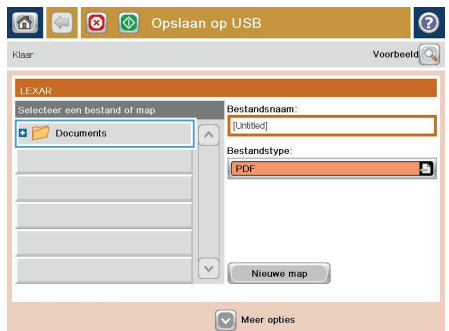 Opslaan op USB
Klaar
Voorbeeld
LEXAR
Selecteer een bestand of map
Documents
Bestandsnaam:
[Untitled]
Bestandstype:
PDF
Nieuwe map
Meer opties